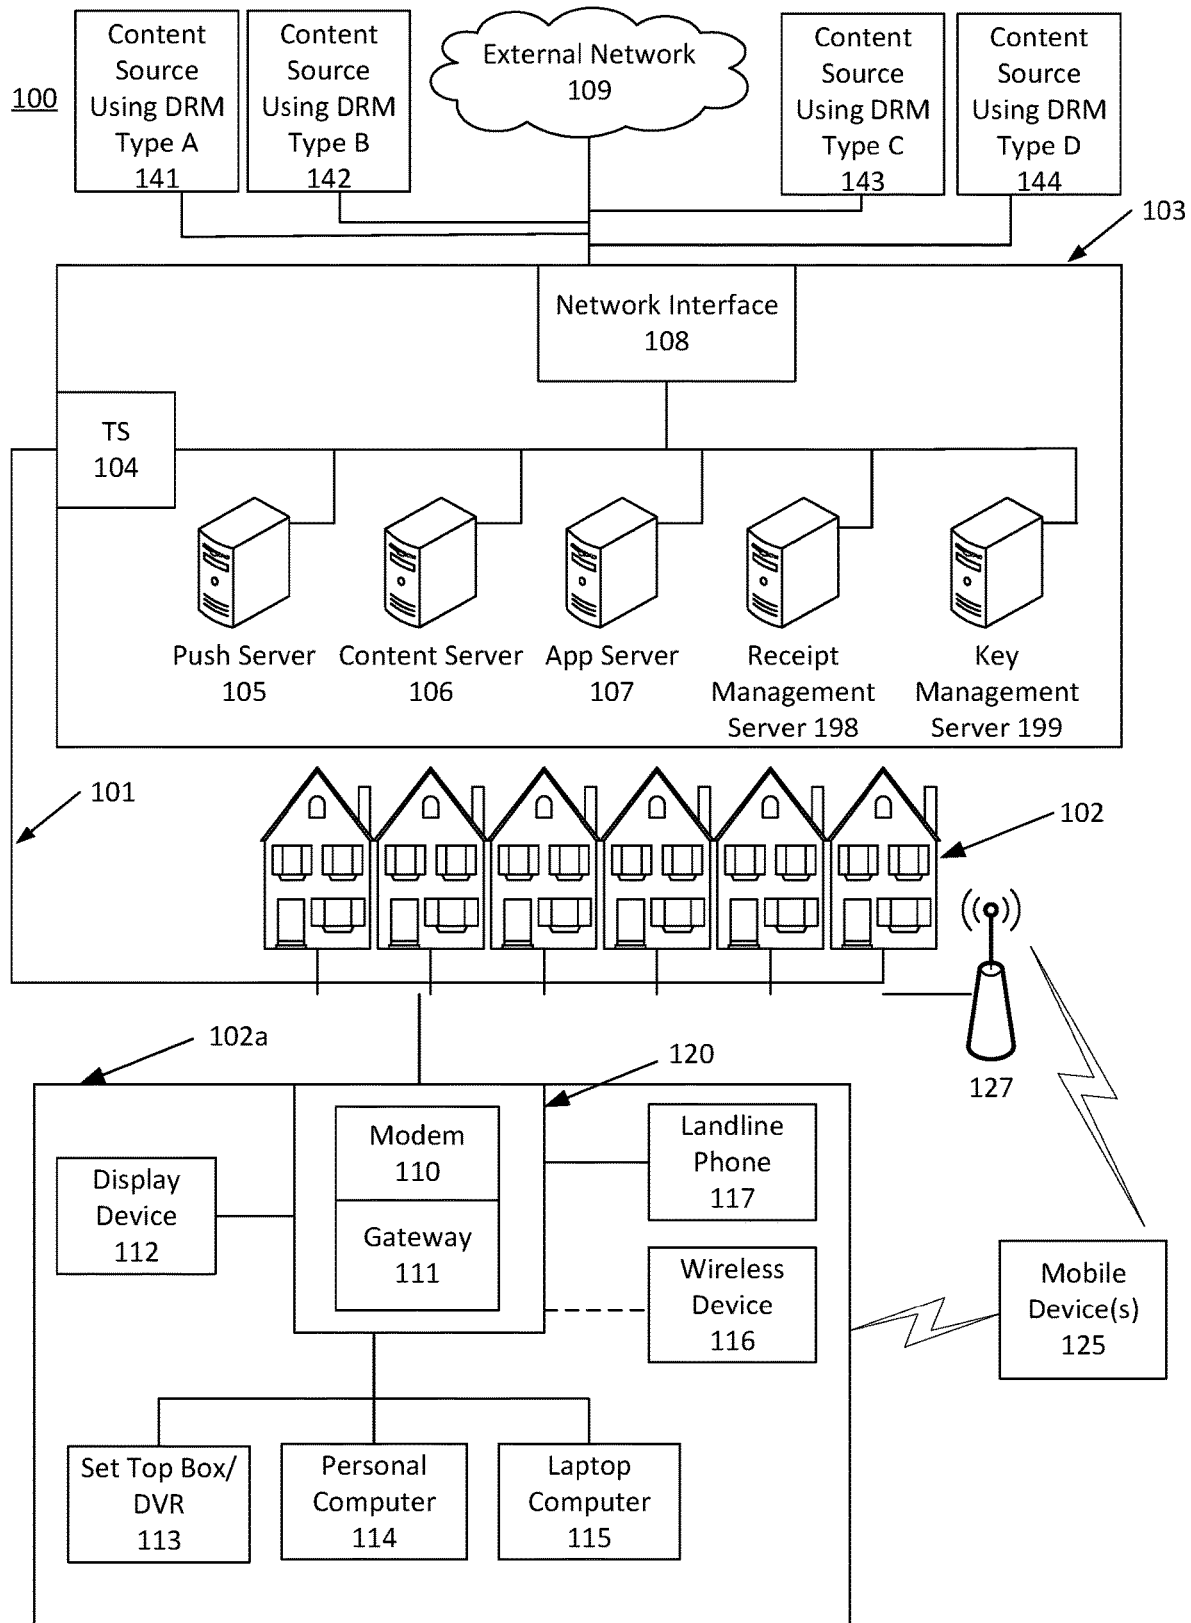 100
Content
Source
Using DRM
Type A
141
Content
Source
Using DRM
Type B
142
External Network
109
Content
Source
Using DRM
Type C
143
Content
Source
Using DRM
Type D
144
103
Network Interface
108
TS
104
Push Server
105
Content Server
106
App Server
107
Receipt
Management
Server 198
Key
Management
Server 199
101
102
127
102a
120
Modem
110
Gateway
111
Display
Device
112
Landline
Phone
117
Wireless
Device
116
Mobile
Device(s)
125
Set Top Box/
DVR
113
Personal
Computer
114
Laptop
Computer
115